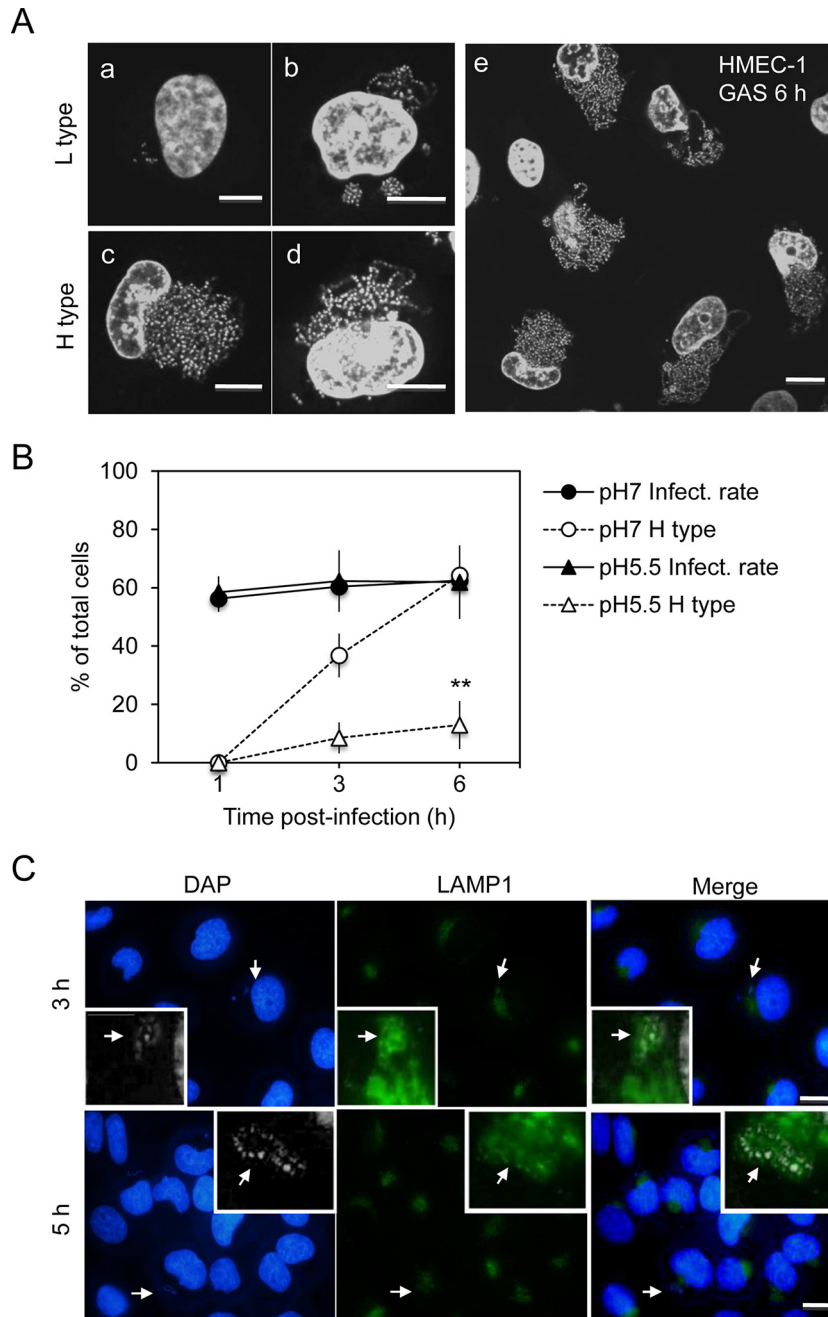 A
a
b
L type
c
d
H type
e
HMEC-1
GAS 6 h
B
100
80
60
40
20
0
% of total cells
**
1
3
6
Time post-infection (h)
pH7 Infect. rate
pH7 H type
pH5.5 Infect. rate
pH5.5 H type
C
DAP
LAMP1
Merge
3 h
5 h